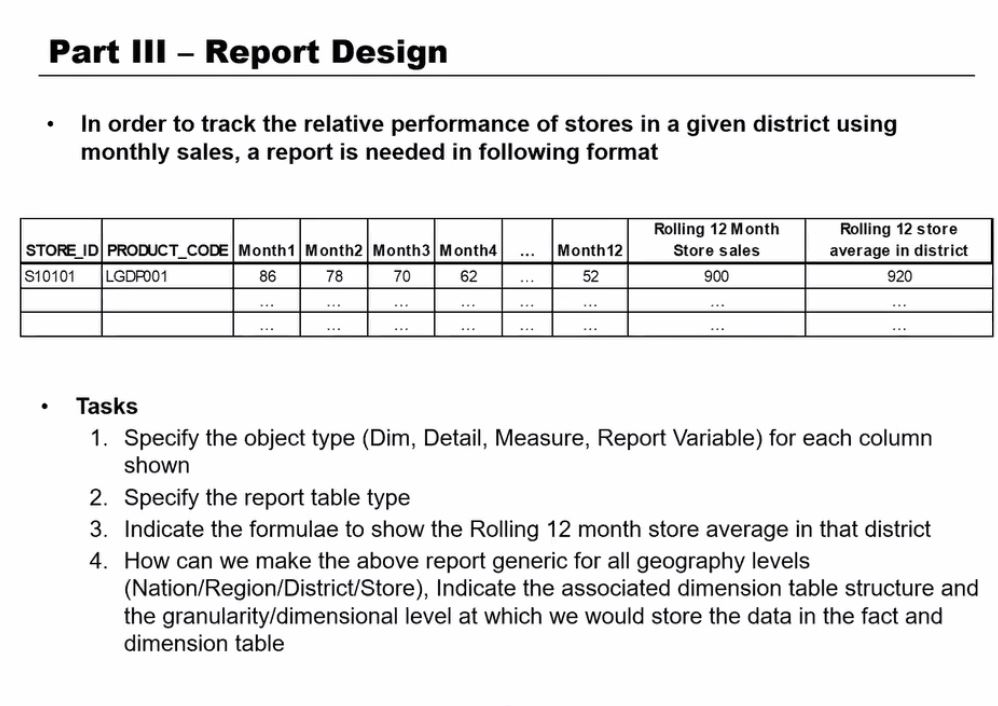 Part III – Report Design
• In order to track the relative performance of stores in a given district using
monthly sales, a report is needed in following format
STORE_ID PRODUCT_CODE Month1 Month2 Month3 Month4 ... Month12 Rolling 12 Month Store sales Rolling 12 store average in district
S10101 LGDP001 86 78 70 62 ... 52 900 920
... ... ... ... ... ... ... ...
... ... ... ... ... ... ... ...
• Tasks
1. Specify the object type (Dim, Detail, Measure, Report Variable) for each column
shown
2. Specify the report table type
3. Indicate the formulae to show the Rolling 12 month store average in that district
4. How can we make the above report generic for all geography levels
(Nation/Region/District/Store), Indicate the associated dimension table structure and
the granularity/dimensional level at which we would store the data in the fact and
dimension table